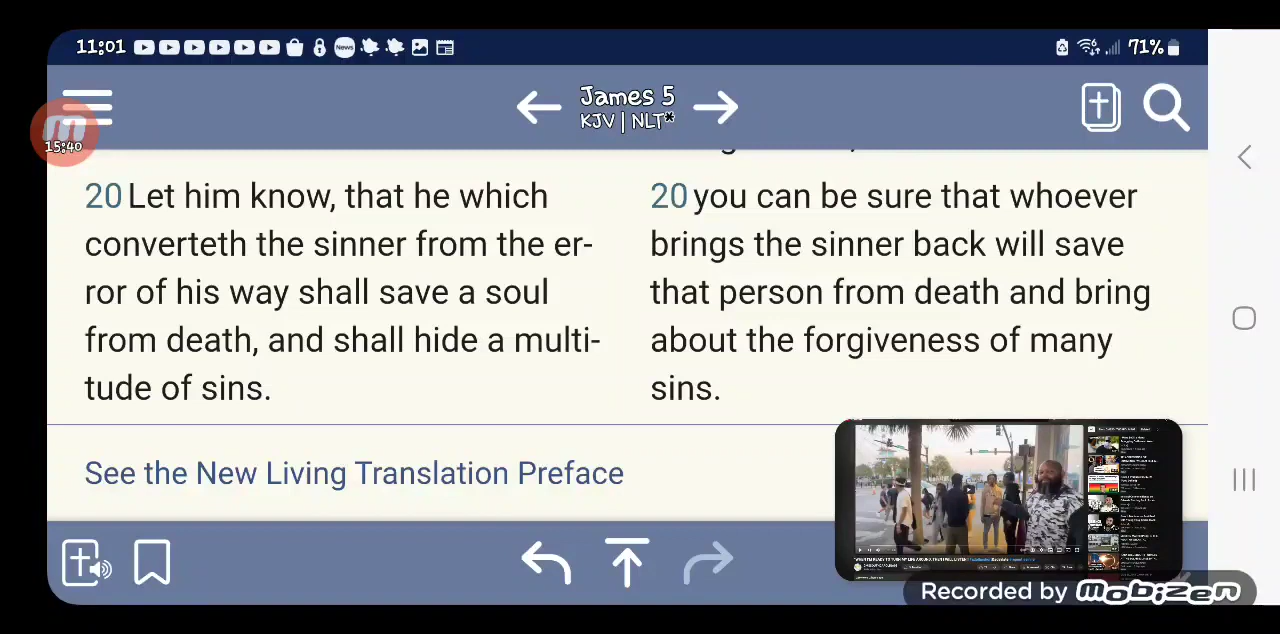 11:01
News
71%
James 5
KJV | NLT*
15:40
20 Let him know, that he which
converteth the sinner from the er-
ror of his way shall save a soul
from death, and shall hide a multi-
tude of sins.
20 you can be sure that whoever
brings the sinner back will save
that person from death and bring
about the forgiveness of many
sins.
See the New Living Translation Preface
Recorded by mobizen